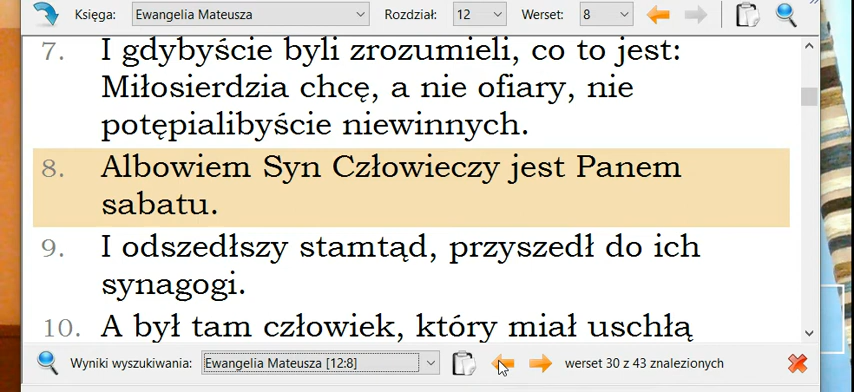 Księga: Ewangelia Mateusza Rozdział: 12 Werset: 8
7. I gdybyście byli zrozumieli, co to jest:
Miłosierdzia chcę, a nie ofiary, nie
potępialibyście niewinnych.
8. Albowiem Syn Człowieczy jest Panem
sabatu.
9. I odszedłszy stamtąd, przyszedł do ich
synagogi.
10. A był tam człowiek, który miał uschłą
Wyniki wyszukiwania: Ewangelia Mateusza [12:8] werset 30 z 43 znalezionych